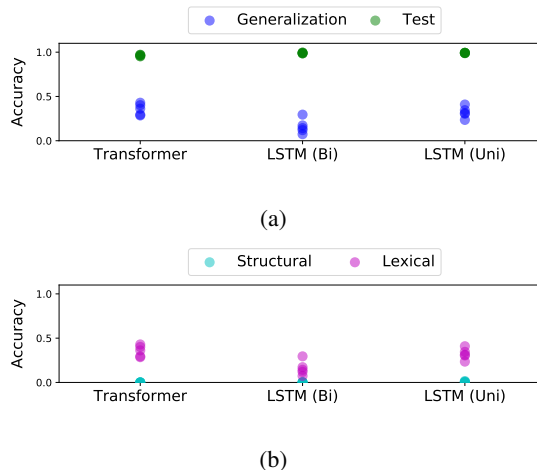 Generalization Test
1.0
0.5
0.0
Accuracy
Transformer LSTM (Bi) LSTM (Uni)
(a)
Structural Lexical
1.0
0.5
0.0
Accuracy
Transformer LSTM (Bi) LSTM (Uni)
(b)